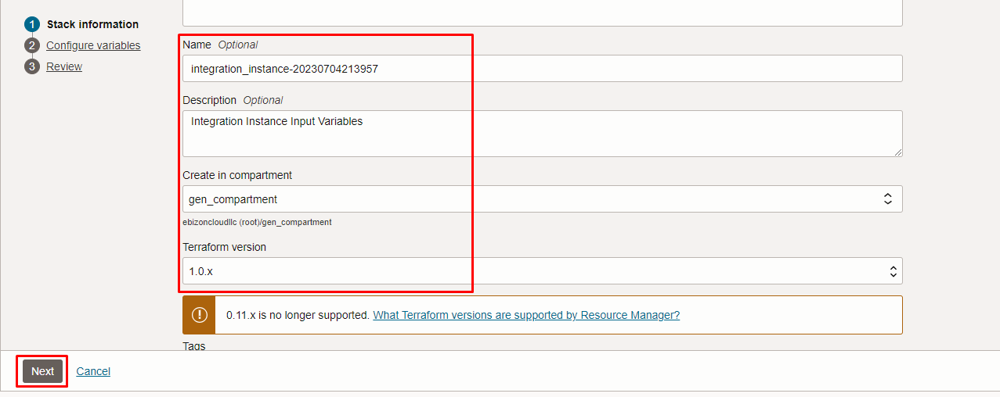 1 Stack information
2 Configure variables
3 Review
Name Optional
integration_instance-20230704213957
Description Optional
Integration Instance Input Variables
Create in compartment
gen_compartment
ebizoncloudllc (root)/gen_compartment
Terraform version
1.0.x
0.11.x is no longer supported. What Terraform versions are supported by Resource Manager?
Tags
Next Cancel